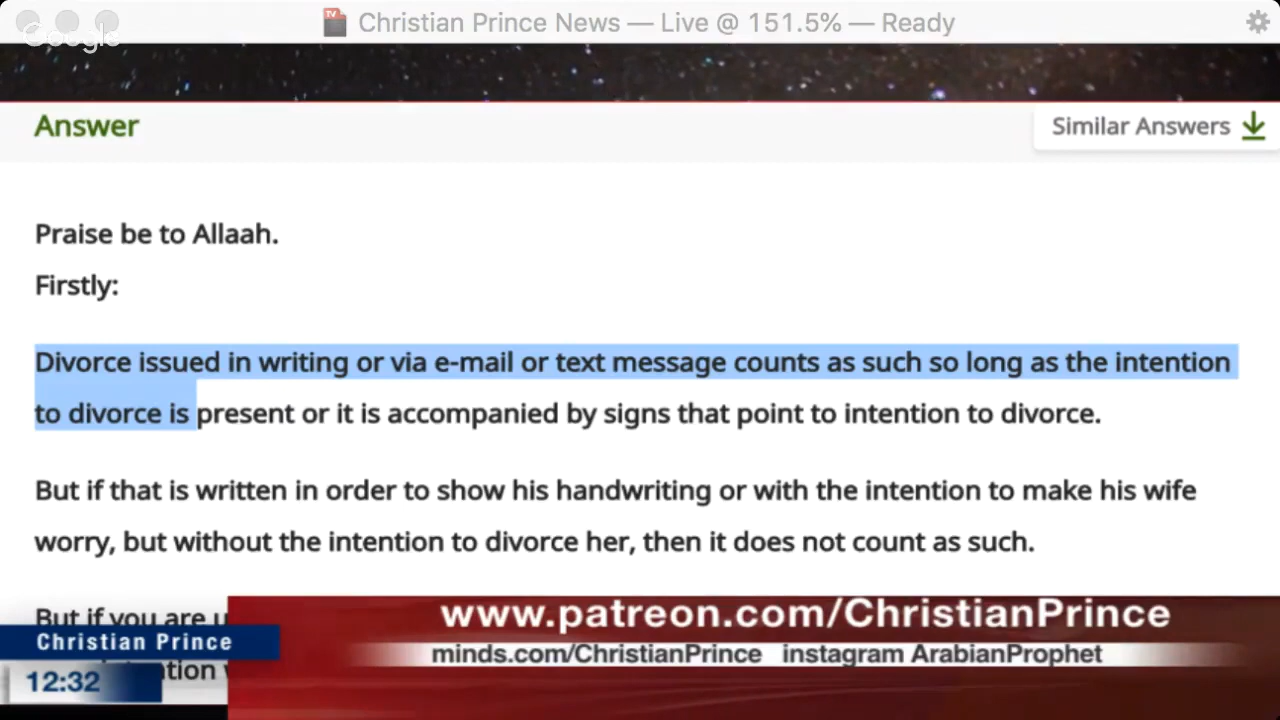 Christian Prince News — Live @ 151.5% — Ready
Google
Answer
Similar Answers
Praise be to Allaah.
Firstly:
Divorce issued in writing or via e-mail or text message counts as such so long as the intention
to divorce is present or it is accompanied by signs that point to intention to divorce.
But if that is written in order to show his handwriting or with the intention to make his wife
worry, but without the intention to divorce her, then it does not count as such.
But if you are
www.patreon.com/ChristianPrince
Christian Prince
minds.com/ChristianPrince instagram ArabianProphet
12:32